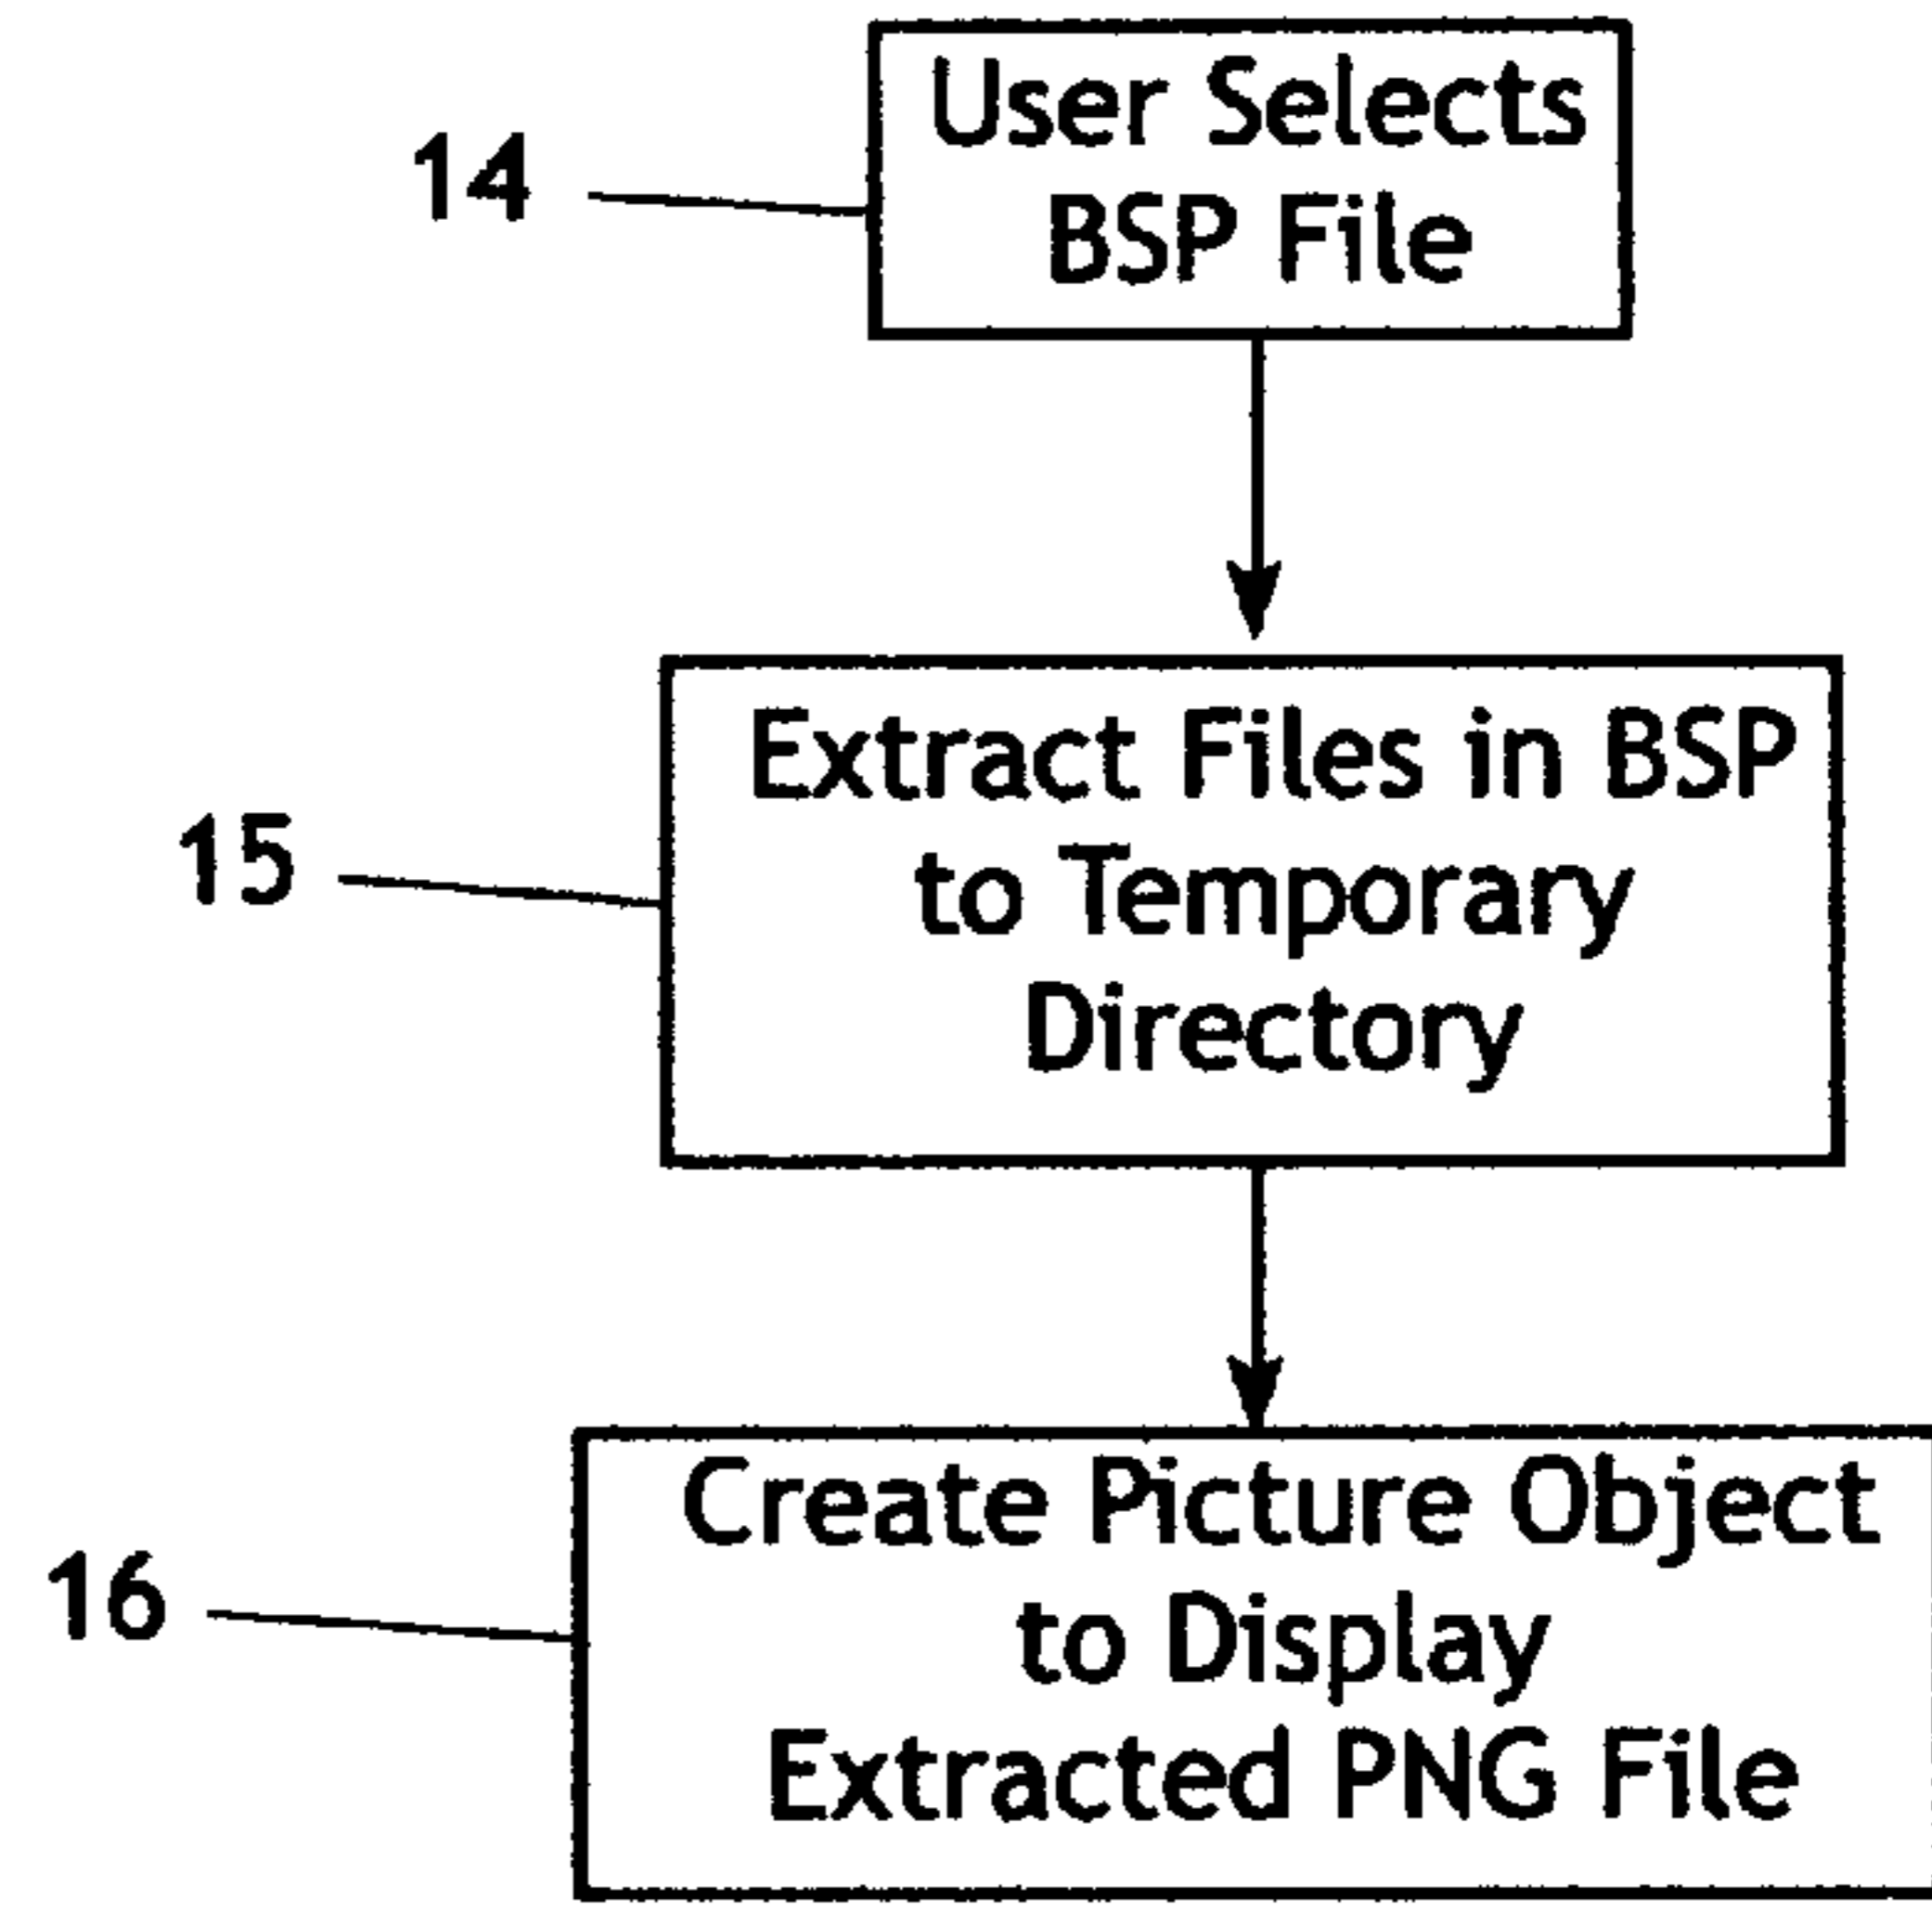 14
User Selects
BSP File
15
Extract Files in BSP
to Temporary
Directory
16
Create Picture Object
to Display
Extracted PNG File